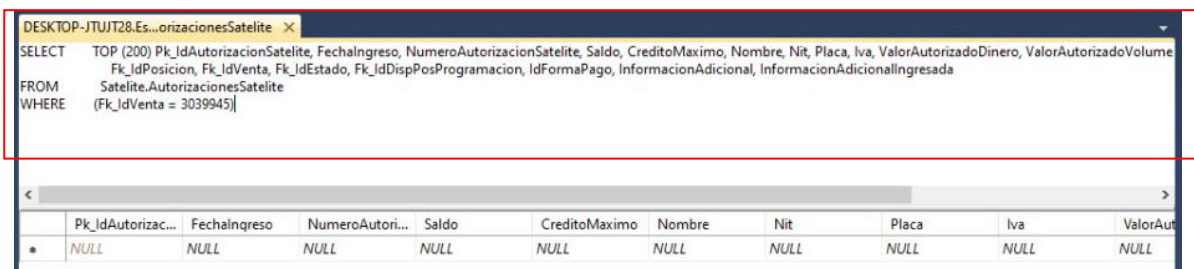 DESKTOP-JTUJT28.Es...orizacionesSatelite ×
SELECT TOP (200) Pk_IdAutorizacionSatelite, FechaIngreso, NumeroAutorizacionSatelite, Saldo, CreditoMaximo, Nombre, Nit, Placa, Iva, ValorAutorizadoDinero, ValorAutorizadoVolume
Fk_IdPosicion, Fk_IdVenta, Fk_IdEstado, Fk_IdDispPosProgramacion, IdFormaPago, InformacionAdicional, InformacionAdicionalIngresada
FROM Satelite.AutorizacionesSatelite
WHERE (Fk_IdVenta = 3039945)
Pk_IdAutorizac... FechaIngreso NumeroAutori... Saldo CreditoMaximo Nombre Nit Placa Iva ValorAut
NULL NULL NULL NULL NULL NULL NULL NULL NULL NULL